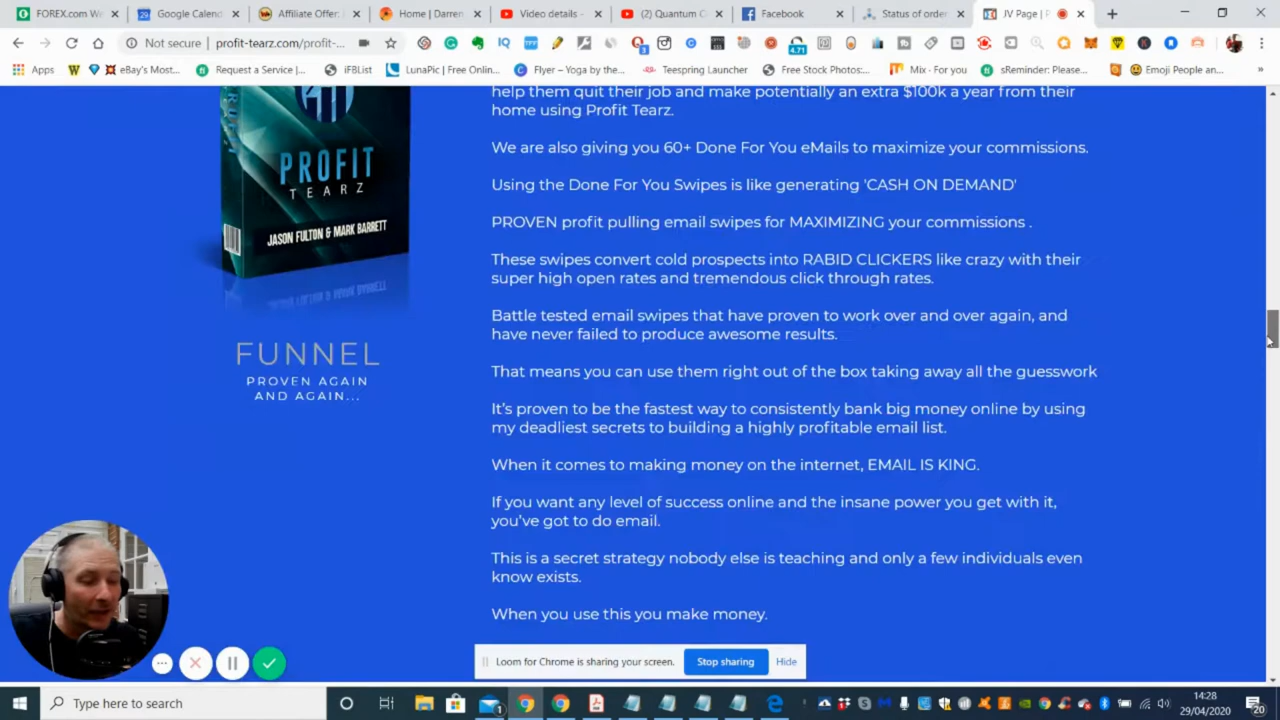 FOREX.com Wi
Google Calend
Affiliate Offer:
Home | Darren
Video details -
(2) Quantum C
Facebook
Status of order
JV Page | P
Not secure | profit-tearz.com/profit-...
4.71
Apps
eBay's Most...
Request a Service |...
iFBList
LunaPic | Free Onlin...
Flyer – Yoga by the...
Teespring Launcher
Free Stock Photos:...
Mix - For you
sReminder: Please...
Emoji People an...
help them quit their job and make potentially an extra $100k a year from their
home using Profit Tearz.
We are also giving you 60+ Done For You eMails to maximize your commissions.
Using the Done For You Swipes is like generating 'CASH ON DEMAND'
PROVEN profit pulling email swipes for MAXIMIZING your commissions .
These swipes convert cold prospects into RABID CLICKERS like crazy with their
super high open rates and tremendous click through rates.
Battle tested email swipes that have proven to work over and over again, and
have never failed to produce awesome results.
That means you can use them right out of the box taking away all the guesswork
It's proven to be the fastest way to consistently bank big money online by using
my deadliest secrets to building a highly profitable email list.
When it comes to making money on the internet, EMAIL IS KING.
If you want any level of success online and the insane power you get with it,
you've got to do email.
This is a secret strategy nobody else is teaching and only a few individuals even
know exists.
When you use this you make money.
PROFIT
TEARZ
JASON FULTON & MARK BARRETT
FUNNEL
PROVEN AGAIN
AND AGAIN...
Loom for Chrome is sharing your screen.
Stop sharing
Hide
Type here to search
14:28
29/04/2020
20